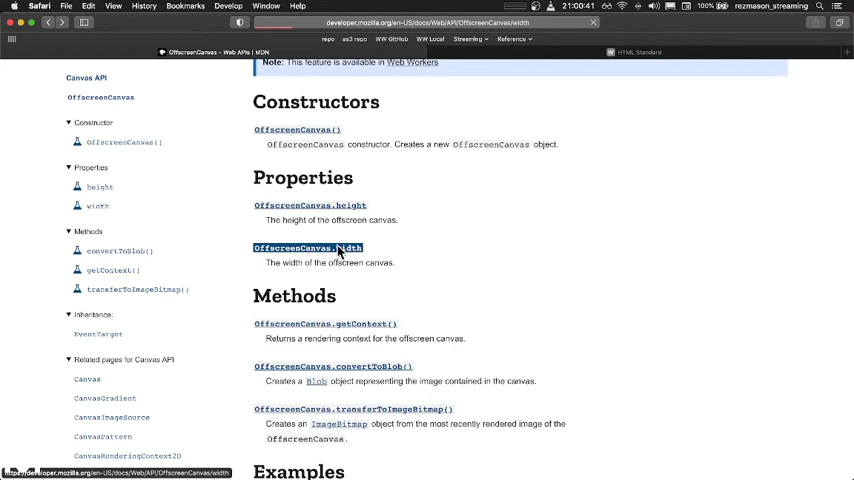 Safari File Edit View History Bookmarks Develop Window Help 100% 21:00:41 rezmason_streaming
developer.mozilla.org/en-US/docs/Web/API/OffscreenCanvas/width
repo as3 repo WW GitHub WW Local Streaming Reference
OffscreenCanvas - Web APIs | MDN HTML Standard
Canvas API
OffscreenCanvas
Constructor
OffscreenCanvas()
Properties
height
width
Methods
convertToBlob()
getContext()
transferToImageBitmap()
Inheritance:
EventTarget
Related pages for Canvas API
Canvas
CanvasGradient
CanvasImageSource
CanvasPattern
CanvasRenderingContext2D
Note: This feature is available in Web Workers
Constructors
OffscreenCanvas()
OffscreenCanvas constructor. Creates a new OffscreenCanvas object.
Properties
OffscreenCanvas.height
The height of the offscreen canvas.
OffscreenCanvas.width
The width of the offscreen canvas.
Methods
OffscreenCanvas.getContext()
Returns a rendering context for the offscreen canvas.
OffscreenCanvas.convertToBlob()
Creates a Blob object representing the image contained in the canvas.
OffscreenCanvas.transferToImageBitmap()
Creates an ImageBitmap object from the most recently rendered image of the
OffscreenCanvas.
Examples
https://developer.mozilla.org/en-US/docs/Web/API/OffscreenCanvas/width